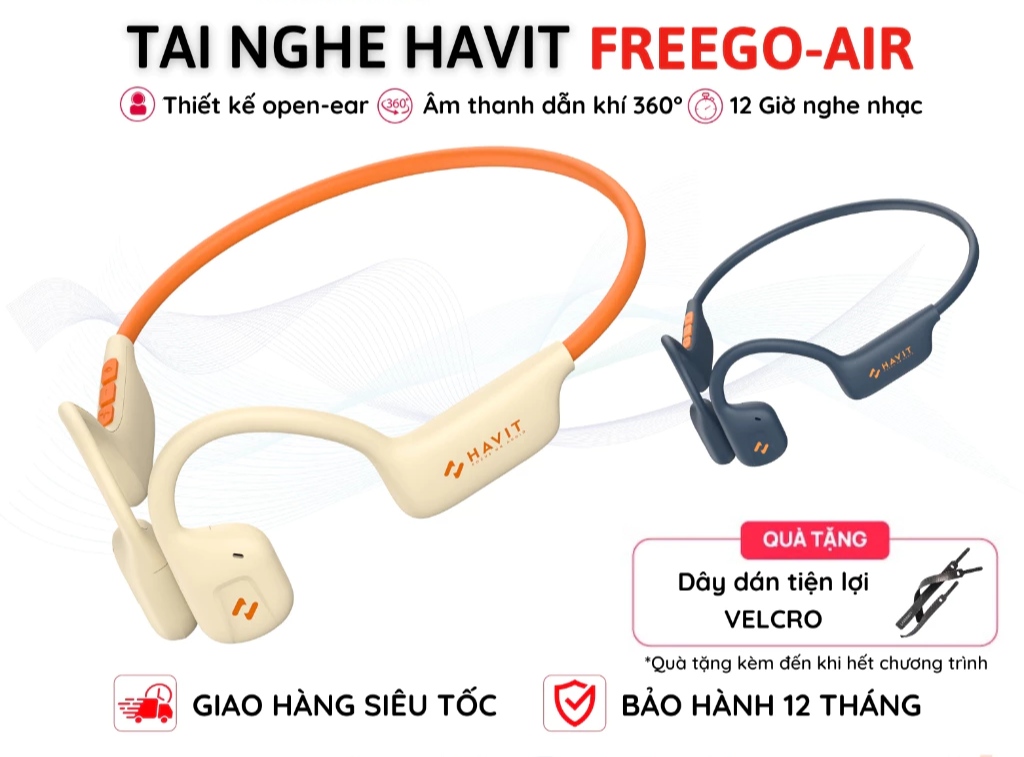 TAI NGHE HAVIT FREEGO-AIR
Thiết kế open-ear 360° Âm thanh dẫn khí 360° 12 Giờ nghe nhạc
HAVIT
HAVIT
QUÀ TẶNG
Dây dán tiện lợi
VELCRO
*Quà tặng kèm đến khi hết chương trình
GIAO HÀNG SIÊU TỐC BẢO HÀNH 12 THÁNG